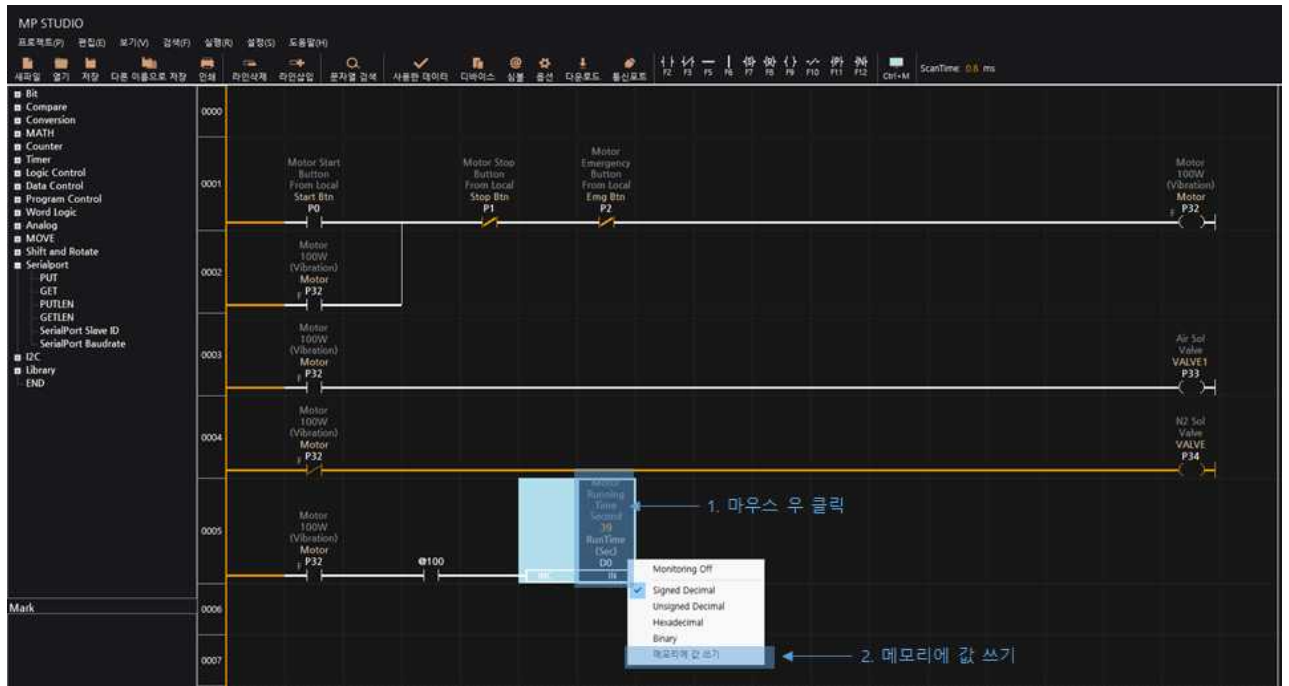 MP STUDIO
프로젝트(P) 편집(E) 보기(V) 검색(F) 실행(R) 설정(S) 도움말(H)
새파일 열기 저장 다른 이름으로 저장 인쇄 라인삭제 라인삽입 문자열 검색 사용한 데이터 디바이스 심볼 옵션 다운로드 통신포트 F2 F3 F5 F6 F7 F8 F9 F10 F11 F12 Ctrl+M ScanTime: 0.6 ms
Bit
Compare
Conversion
MATH
Counter
Timer
Logic Control
Data Control
Program Control
Word Logic
Analog
MOVE
Shift and Rotate
Serialport
PUT
GET
PUTLEN
GETLEN
SerialPort Slave ID
SerialPort Baudrate
I2C
Library
END
Mark
0000
0001
Motor Start
Button
From Local
Start Btn
P0
Motor Stop
Button
From Local
Stop Btn
P1
Motor
Emergency
Button
From Local
Emg Btn
P2
Motor
100W
(Vibration)
Motor
F P32
0002
Motor
100W
(Vibration)
Motor
F P32
0003
Motor
100W
(Vibration)
Motor
F P32
Air Sol
Valve
VALVE1
P33
0004
Motor
100W
(Vibration)
Motor
F P32
N2 Sol
Valve
VALVE
P34
0005
Motor
100W
(Vibration)
Motor
F P32
@100
Motor
Running
Time
Second
39
RunTime
(Sec)
D0
INC IN
1. 마우스 우 클릭
Monitoring Off
Signed Decimal
Unsigned Decimal
Hexadecimal
Binary
메모리에 값 쓰기
2. 메모리에 값 쓰기
0006
0007